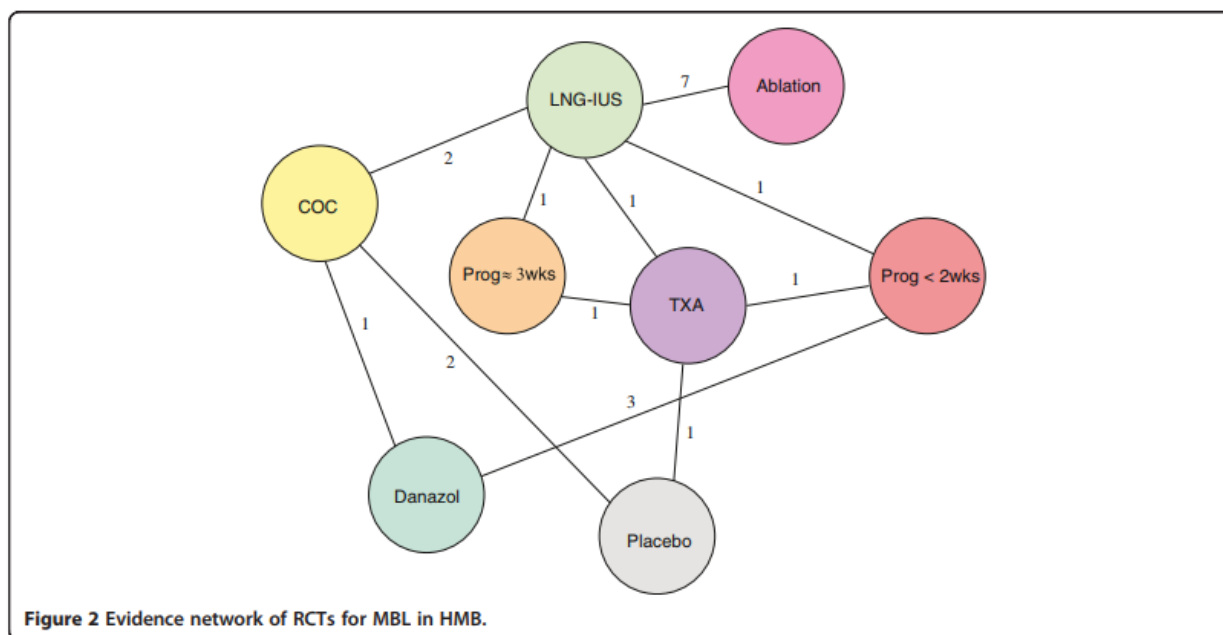 LNG-IUS
7
Ablation
2
COC
1
1
1
Prog ≈ 3wks
TXA
1
Prog < 2wks
1
1
2
3
1
Danazol
Placebo
Figure 2 Evidence network of RCTs for MBL in HMB.